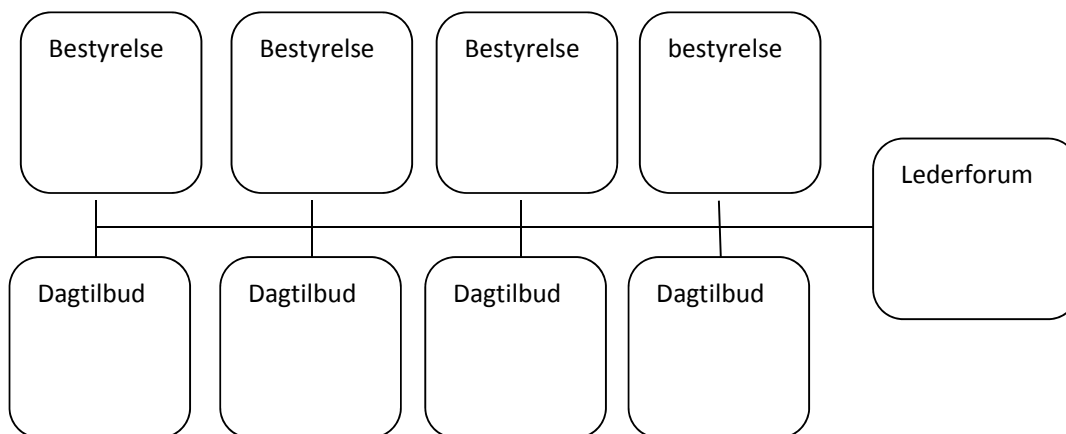 Bestyrelse
Bestyrelse
Bestyrelse
bestyrelse
Lederforum
Dagtilbud
Dagtilbud
Dagtilbud
Dagtilbud